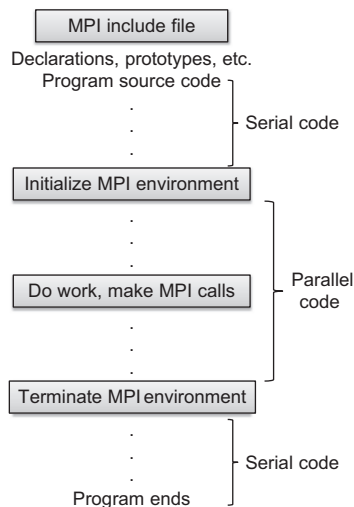 MPI include file
Declarations, prototypes, etc.
Program source code
.
.
.
Serial code
Initialize MPI environment
.
.
.
Do work, make MPI calls
.
.
.
Parallel
code
Terminate MPI environment
.
.
.
Serial code
Program ends